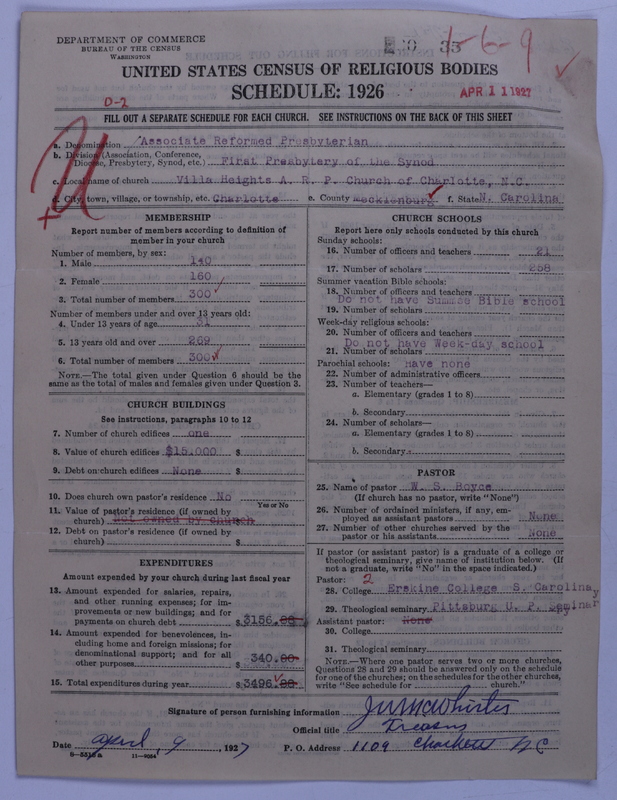 DEPARTMENT OF COMMERCE
BUREAU OF THE CENSUS
WASHINGTON
1-6-9
33
UNITED STATES CENSUS OF RELIGIOUS BODIES
SCHEDULE: 1926
APR 11 1927
D-2
FILL OUT A SEPARATE SCHEDULE FOR EACH CHURCH. SEE INSTRUCTIONS ON THE BACK OF THIS SHEET
a. Denomination Associate Reformed Presbyterian
b. Division (Association, Conference,
Diocese, Presbytery, Synod, etc.) First Presbytery of the Synod
c. Local name of church Villa Heights A. R. P. Church of Charlotte, N.C.
d. City, town, village, or township, etc. Charlotte e. County Mecklenburg f. State N. Carolina
MEMBERSHIP
Report number of members according to definition of
member in your church
Number of members, by sex:
1. Male 140
2. Female 160
3. Total number of members 300
Number of members under and over 13 years old:
4. Under 13 years of age 31
5. 13 years old and over 269
6. Total number of members 300
NOTE.—The total given under Question 6 should be the
same as the total of males and females given under Question 3.
CHURCH BUILDINGS
See instructions, paragraphs 10 to 12
7. Number of church edifices one
8. Value of church edifices $15.000 $
9. Debt on church edifices None $
10. Does church own pastor's residence No
Yes or No
11. Value of pastor's residence (if owned by
church) Not owned by church
12. Debt on pastor's residence (if owned by
church) $
EXPENDITURES
Amount expended by your church during last fiscal year
13. Amount expended for salaries, repairs,
and other running expenses; for im-
provements or new buildings; and for
payments on church debt $3156.00
14. Amount expended for benevolences, in-
cluding home and foreign missions; for
denominational support; and for all
other purposes $ 340.00
15. Total expenditures during year $3496.00
CHURCH SCHOOLS
Report here only schools conducted by this church
Sunday schools:
16. Number of officers and teachers 21
17. Number of scholars 258
Summer vacation Bible schools:
18. Number of officers and teachers
Do not have Summe Bible school
19. Number of scholars
Week-day religious schools:
20. Number of officers and teachers
Do not have Week-day school
21. Number of scholars
Parochial schools: Have none
22. Number of administrative officers
23. Number of teachers—
a. Elementary (grades 1 to 8)
b. Secondary
24. Number of scholars—
a. Elementary (grades 1 to 8)
b. Secondary
PASTOR
25. Name of pastor W. S. Boyce
(If church has no pastor, write "None")
26. Number of ordained ministers, if any, em-
ployed as assistant pastors None
27. Number of other churches served by the
pastor or his assistants None
If pastor (or assistant pastor) is a graduate of a college or
theological seminary, give name of institution below. (If
not a graduate, write "No" in the space indicated.)
Pastor: 2
28. College Erskine College S. Carolina
29. Theological seminary Pittsburg U. P. Seminary
Assistant pastor: None
30. College
31. Theological seminary
NOTE.—Where one pastor serves two or more churches,
Questions 28 and 29 should be answered only on the schedule
for one of the churches; on the schedules for the other churches,
write "See schedule for church."
Signature of person furnishing information
Official title Treasur
Date April 9, 1927 P. O. Address 1109 Charlotte NC
8-5513a 11-9054